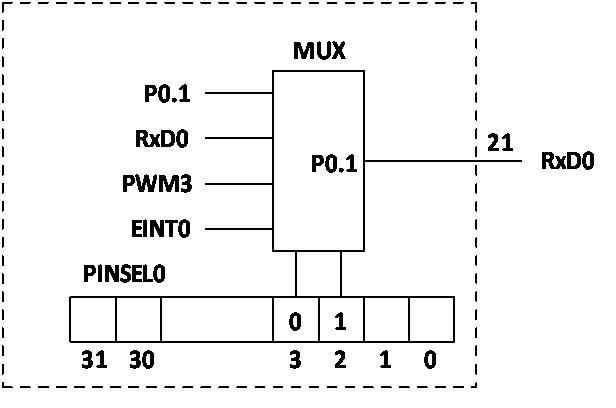 MUX
P0.1
RxD0
PWM3
EINT0
P0.1
21
RxD0
PINSEL0
0 1
31 30 3 2 1 0